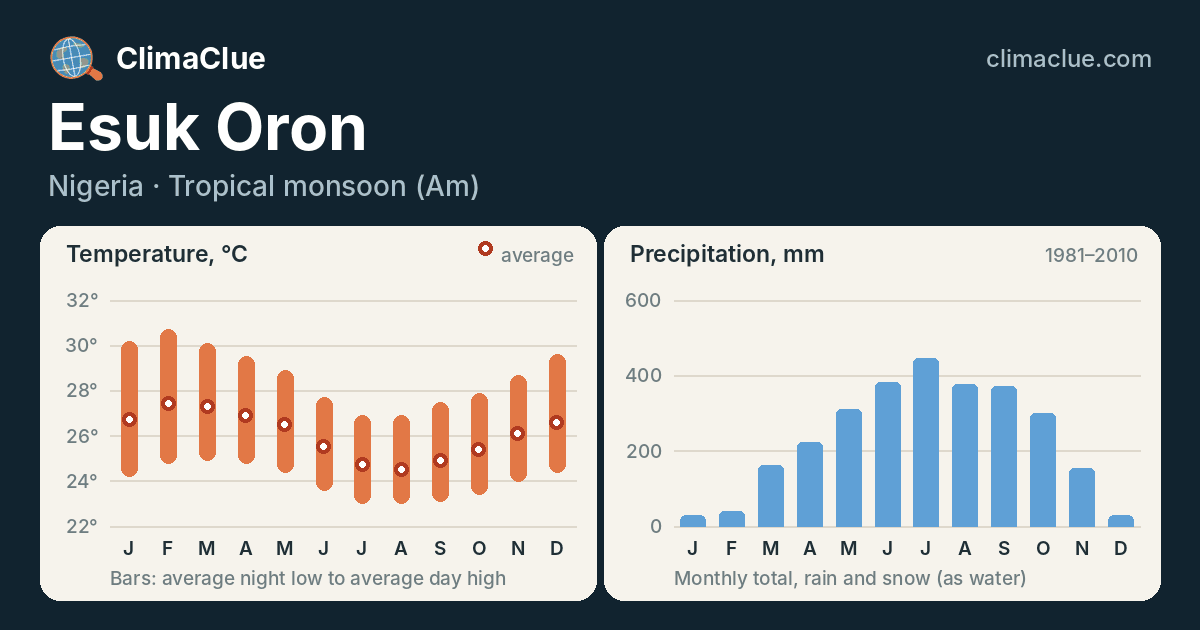 ClimaClue
climaclue.com
Esuk Oron
Nigeria · Tropical monsoon (Am)
Temperature, °C
average
32°
30°
28°
26°
24°
22°
J F M A M J J A S O N D
Bars: average night low to average day high
Precipitation, mm
1981–2010
600
400
200
0
J F M A M J J A S O N D
Monthly total, rain and snow (as water)